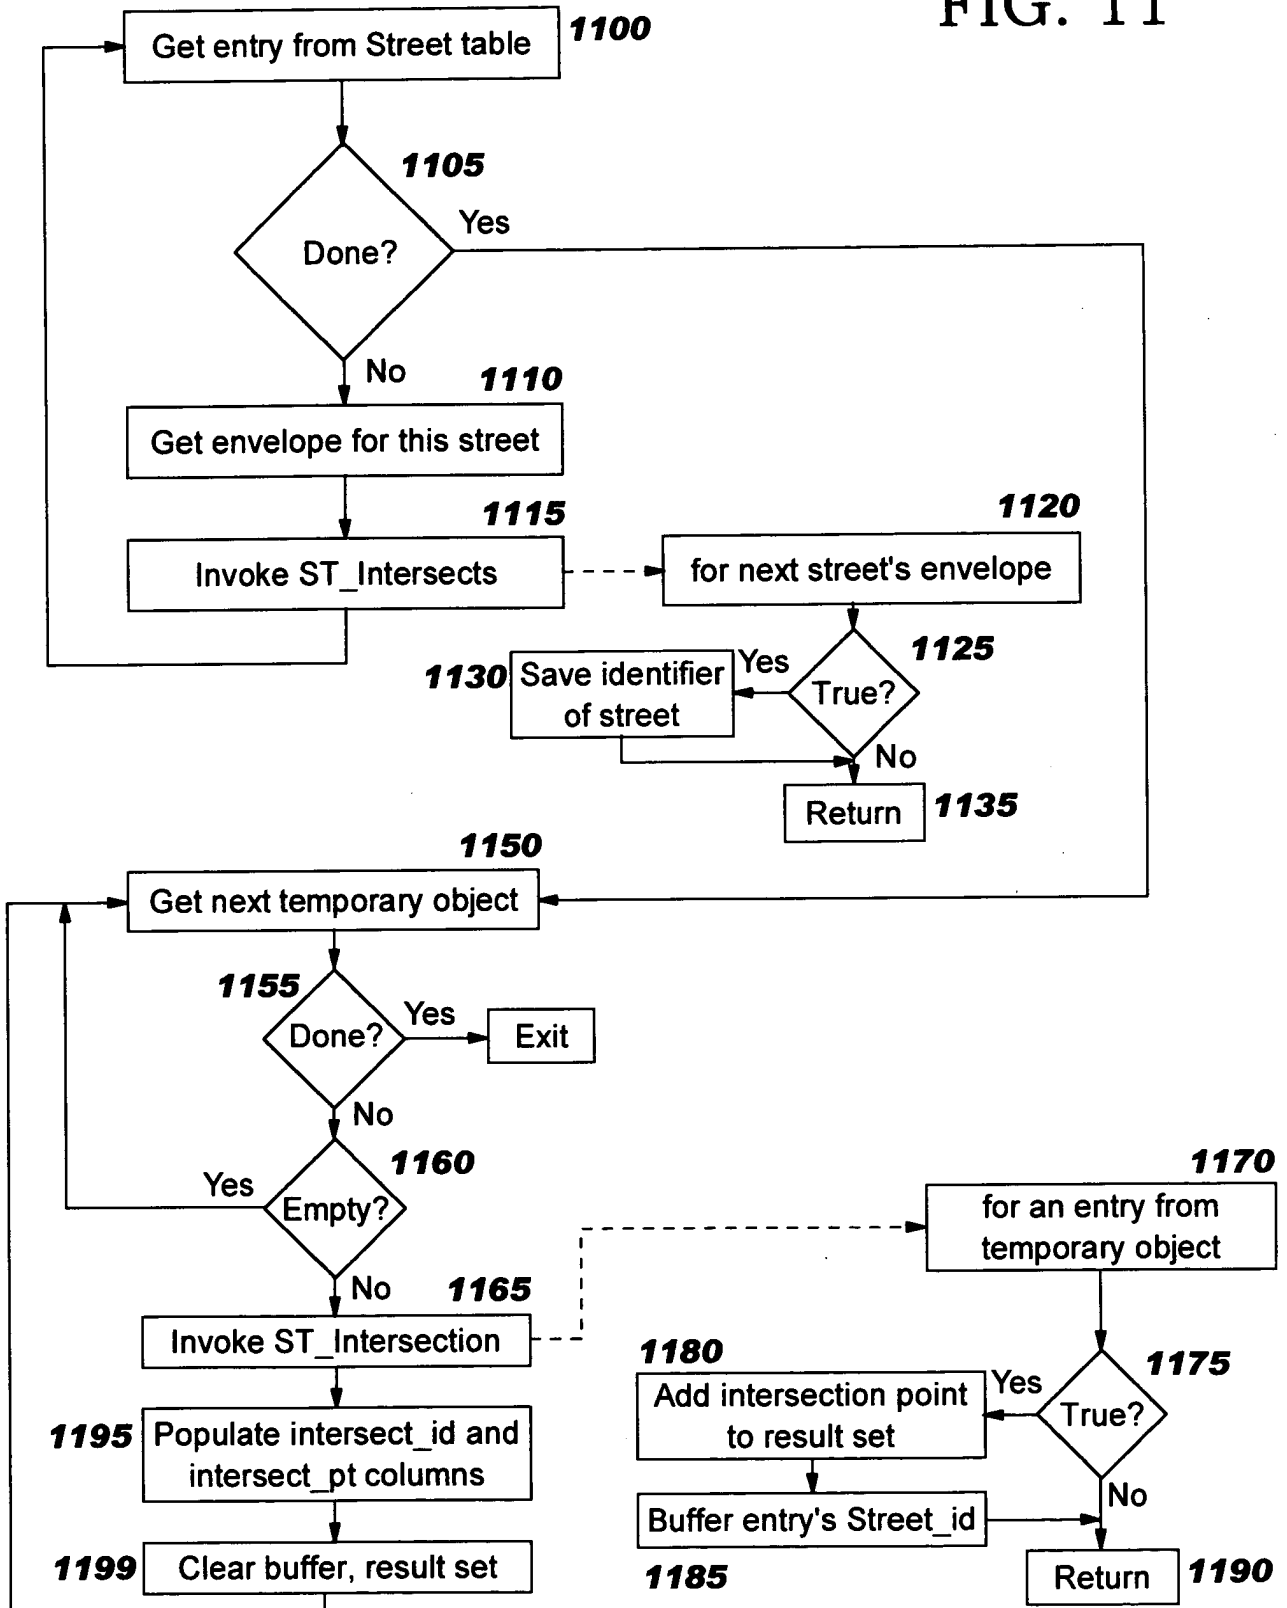 FIG. 11
Get entry from Street table
1100
1105
Done?
Yes
No
1110
Get envelope for this street
1115
Invoke ST_Intersects
1120
for next street's envelope
1125
True?
Yes
1130
Save identifier
of street
No
Return
1135
1150
Get next temporary object
1155
Done?
Yes
Exit
No
1160
Empty?
Yes
No
1165
Invoke ST_Intersection
1170
for an entry from
temporary object
1175
True?
Yes
1180
Add intersection point
to result set
Buffer entry's Street_id
1185
No
Return
1190
1195
Populate intersect_id and
intersect_pt columns
1199
Clear buffer, result set